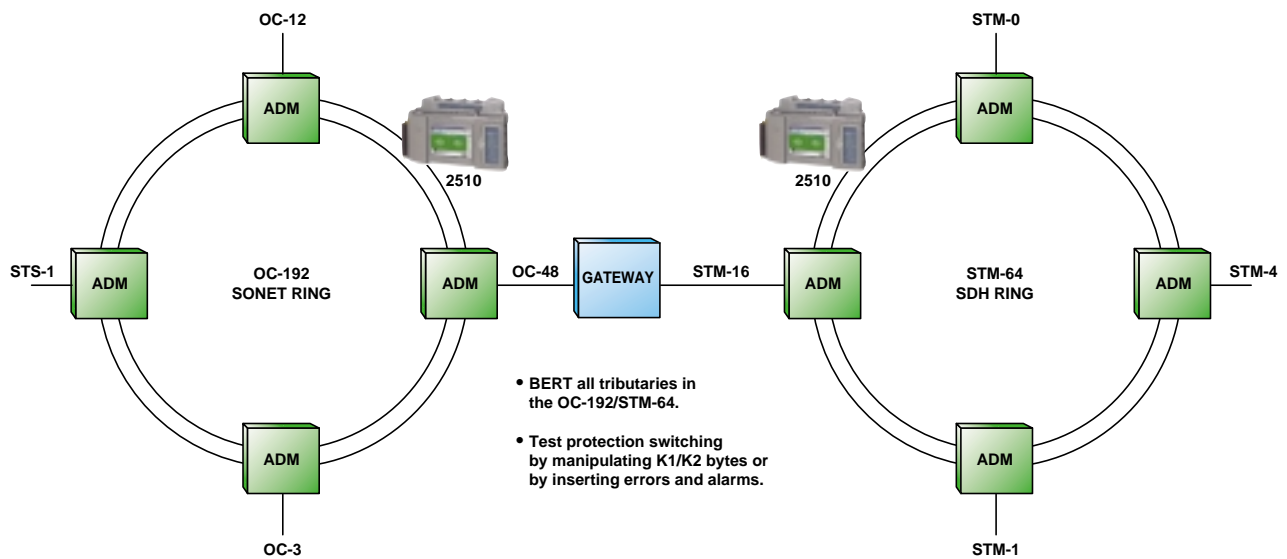 OC-12
STM-0
ADM
ADM
2510
2510
STS-1
ADM
OC-192
SONET RING
ADM
OC-48
GATEWAY
STM-16
ADM
STM-64
SDH RING
ADM
STM-4
• BERT all tributaries in
the OC-192/STM-64.
• Test protection switching
by manipulating K1/K2 bytes or
by inserting errors and alarms.
ADM
ADM
OC-3
STM-1